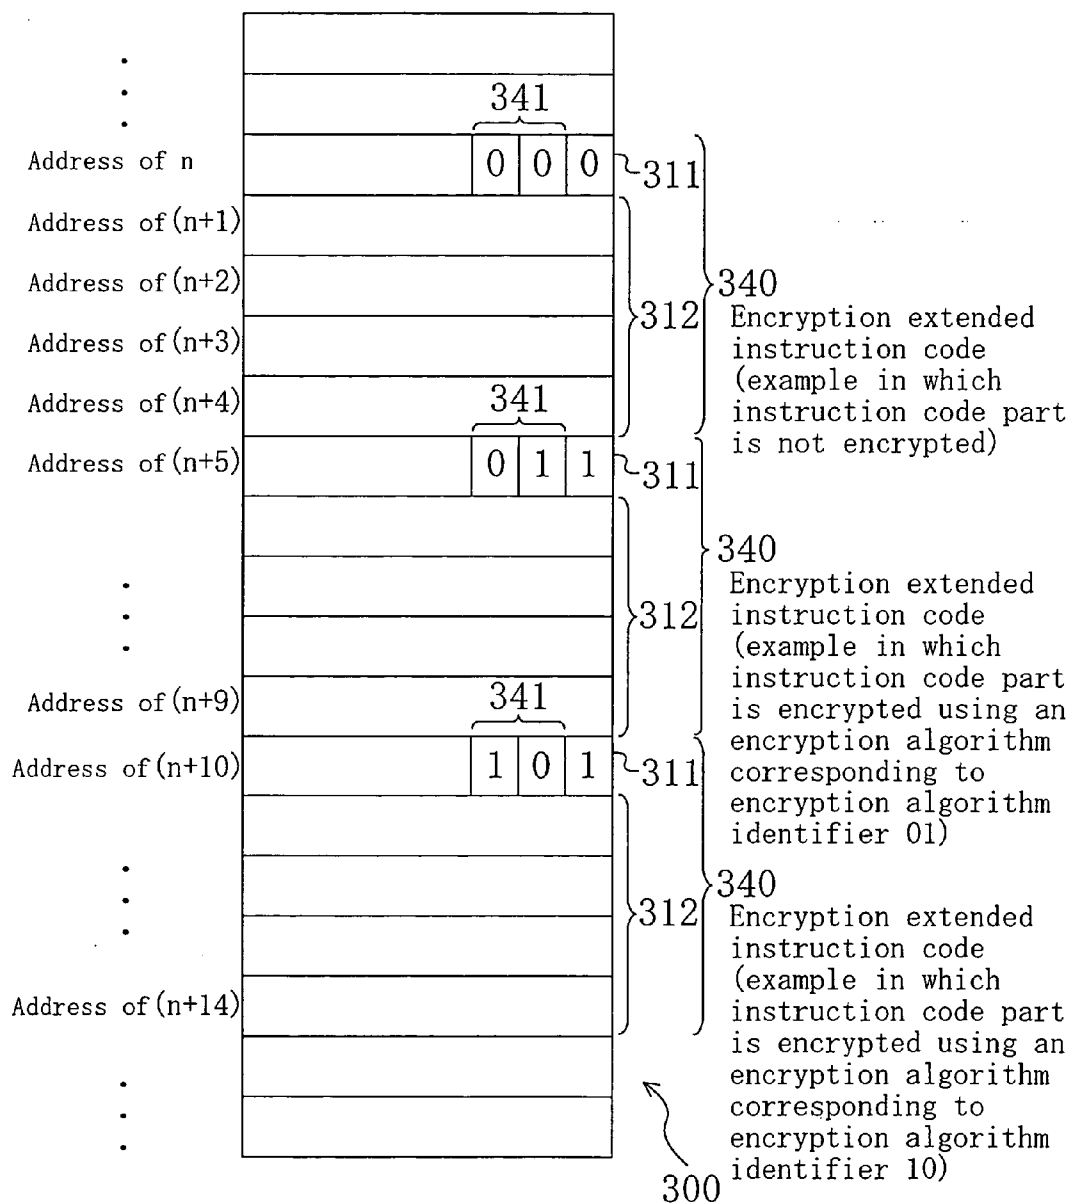 341
Address of n
0 0 0
311
Address of (n+1)
Address of (n+2)
340
312
Encryption extended
instruction code
(example in which
instruction code part
is not encrypted)
Address of (n+3)
Address of (n+4)
341
Address of (n+5)
0 1 1
311
340
Encryption extended
instruction code
(example in which
instruction code part
is encrypted using an
encryption algorithm
corresponding to
encryption algorithm
identifier 01)
312
Address of (n+9)
341
Address of (n+10)
1 0 1
311
340
312
Encryption extended
instruction code
(example in which
instruction code part
is encrypted using an
encryption algorithm
corresponding to
encryption algorithm
identifier 10)
Address of (n+14)
300